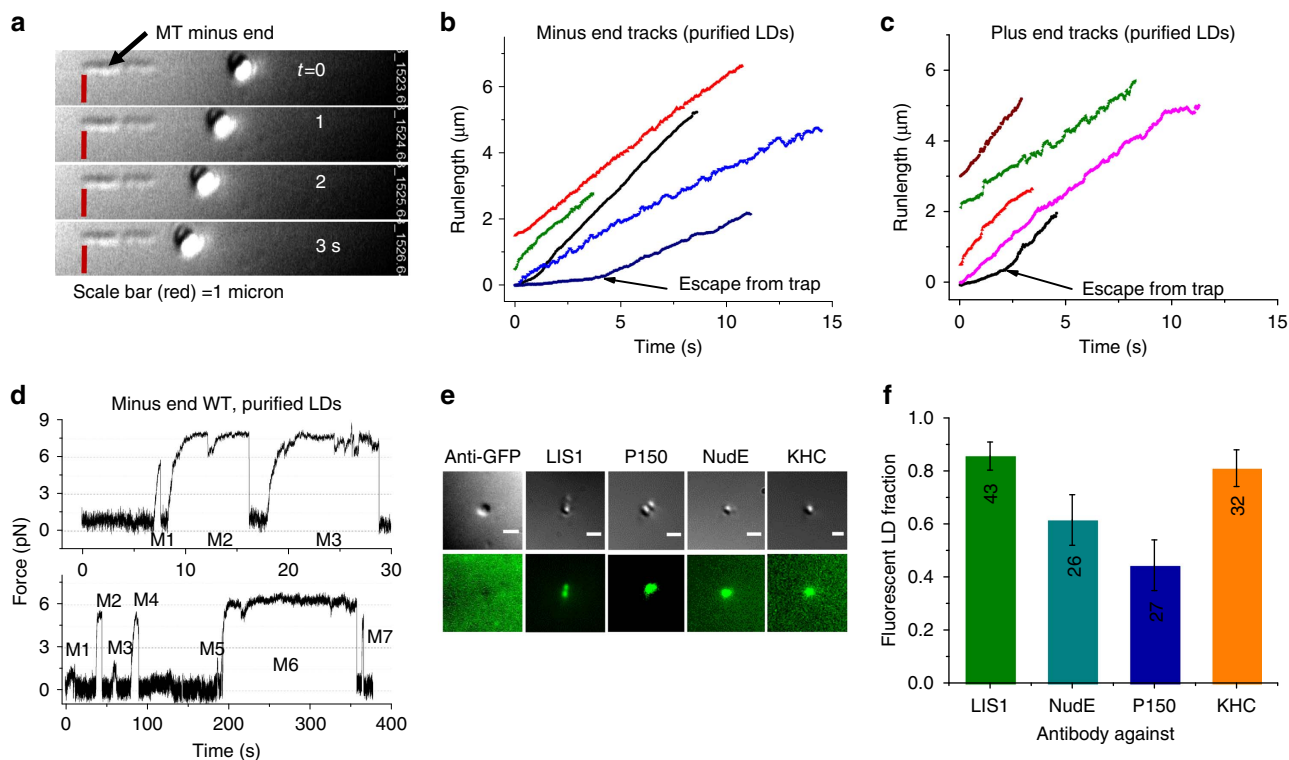 a
MT minus end
t=0
1
2
3 s
Scale bar (red) =1 micron
b
Minus end tracks (purified LDs)
Runlength (μm)
6
4
2
0
Escape from trap
0 5 10 15
Time (s)
c
Plus end tracks (purified LDs)
Runlength (μm)
6
4
2
0
Escape from trap
0 5 10 15
Time (s)
d
Minus end WT, purified LDs
Force (pN)
9
6
3
0
M1 M2 M3
0 10 20 30
6
3
0
M1 M2 M3 M4 M5 M6 M7
0 100 200 300 400
Time (s)
e
Anti-GFP LIS1 P150 NudE KHC
f
Fluorescent LD fraction
1.0
0.8
0.6
0.4
0.2
0.0
43 26 27 32
LIS1 NudE P150 KHC
Antibody against